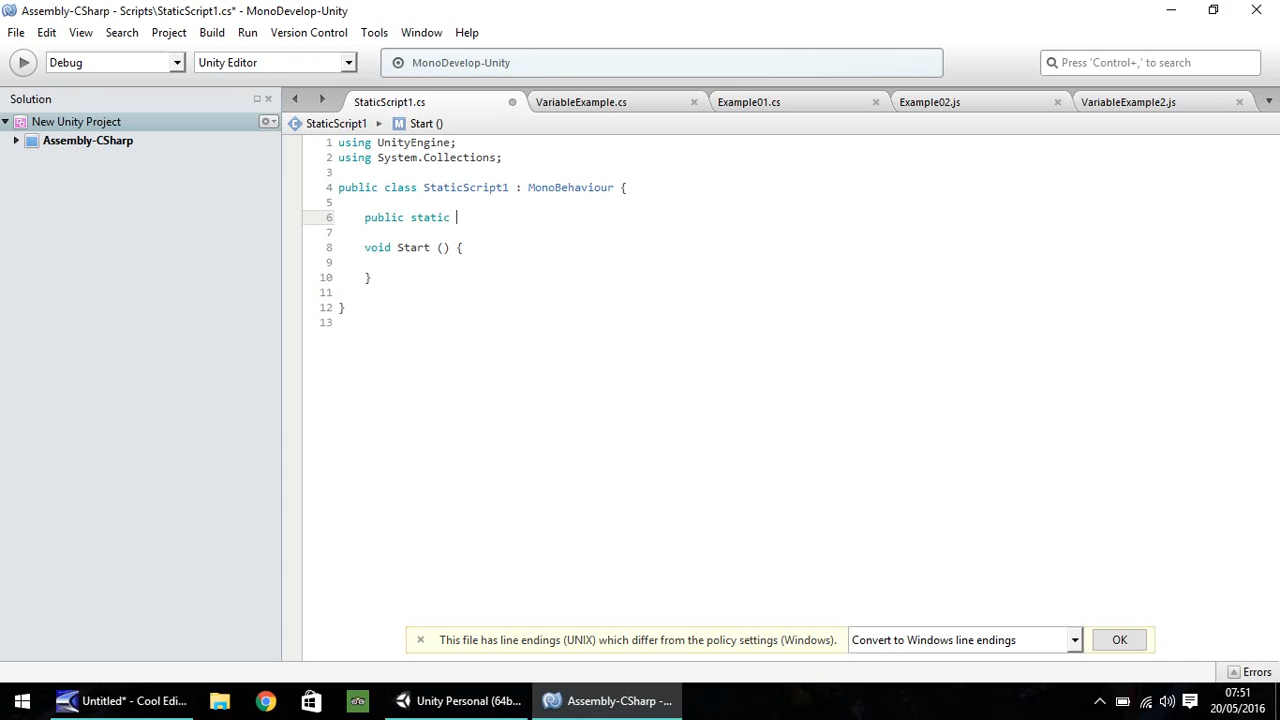 Assembly-CSharp - Scripts\StaticScript1.cs* - MonoDevelop-Unity
File Edit View Search Project Build Run Version Control Tools Window Help
Debug Unity Editor MonoDevelop-Unity Press 'Control+,' to search
Solution StaticScript1.cs VariableExample.cs Example01.cs Example02.js VariableExample2.js
New Unity Project StaticScript1 Start ()
Assembly-CSharp
1 using UnityEngine;
2 using System.Collections;
3
4 public class StaticScript1 : MonoBehaviour {
5
6 public static
7
8 void Start () {
9
10 }
11
12 }
13
This file has line endings (UNIX) which differ from the policy settings (Windows). Convert to Windows line endings OK
Errors
Untitled* - Cool Edi... Unity Personal (64b... Assembly-CSharp -... 07:51
20/05/2016